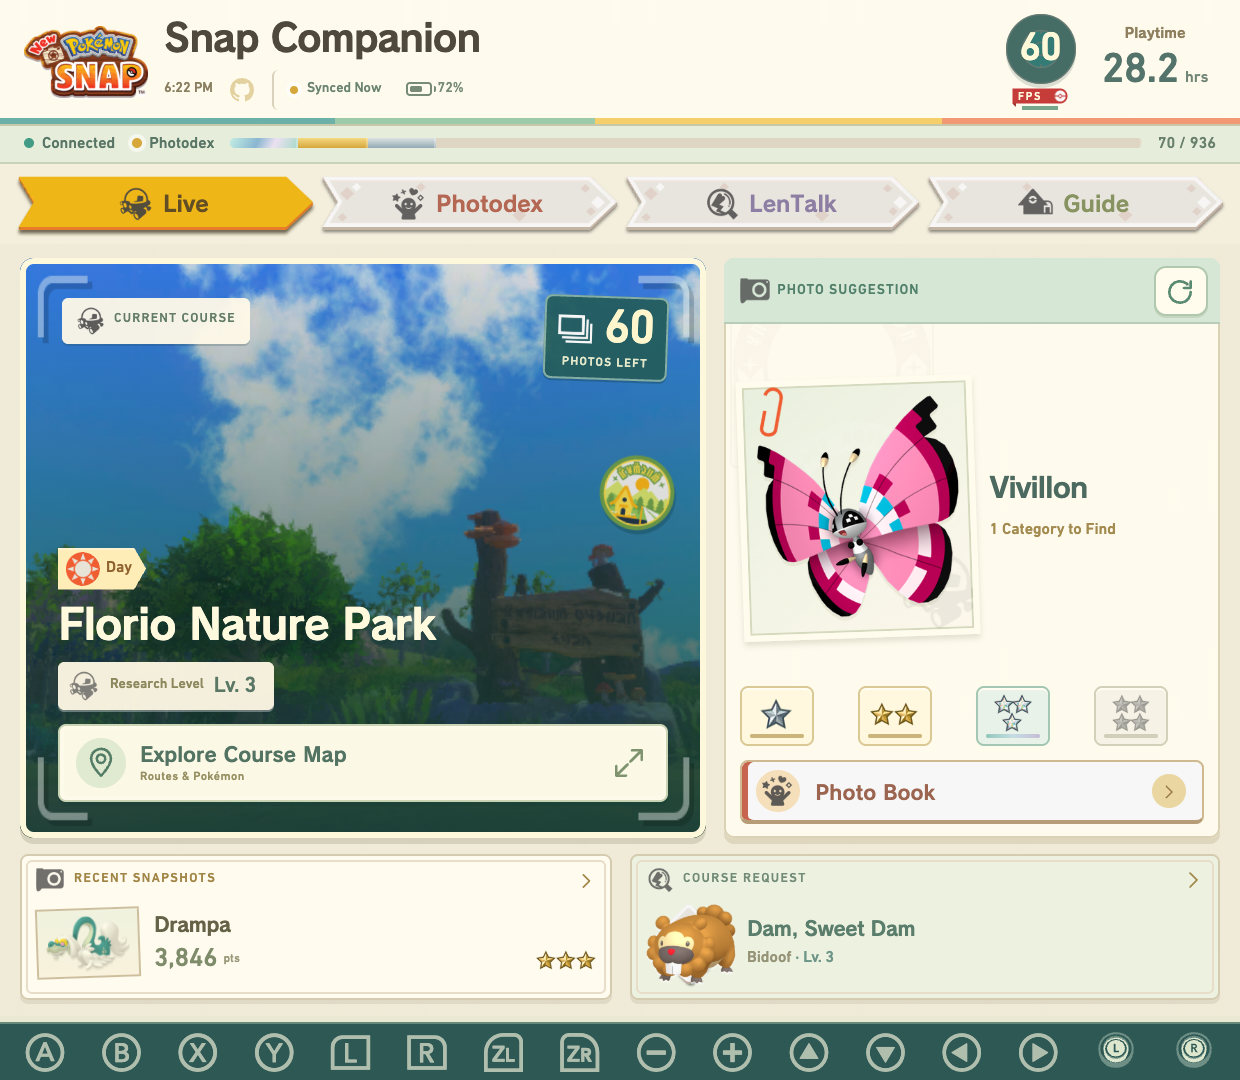 New Pokémon SNAP
Snap Companion
6:22 PM
Synced Now
72%
60
FPS
Playtime
28.2 hrs
Connected
Photodex
70 / 936
Live
Photodex
LenTalk
Guide
CURRENT COURSE
60
PHOTOS LEFT
Day
Florio Nature Park
Research Level Lv. 3
Explore Course Map
Routes & Pokémon
PHOTO SUGGESTION
Vivillon
1 Category to Find
Photo Book
RECENT SNAPSHOTS
Drampa
3,846 pts
COURSE REQUEST
Dam, Sweet Dam
Bidoof · Lv. 3
A B X Y L R ZL ZR L R